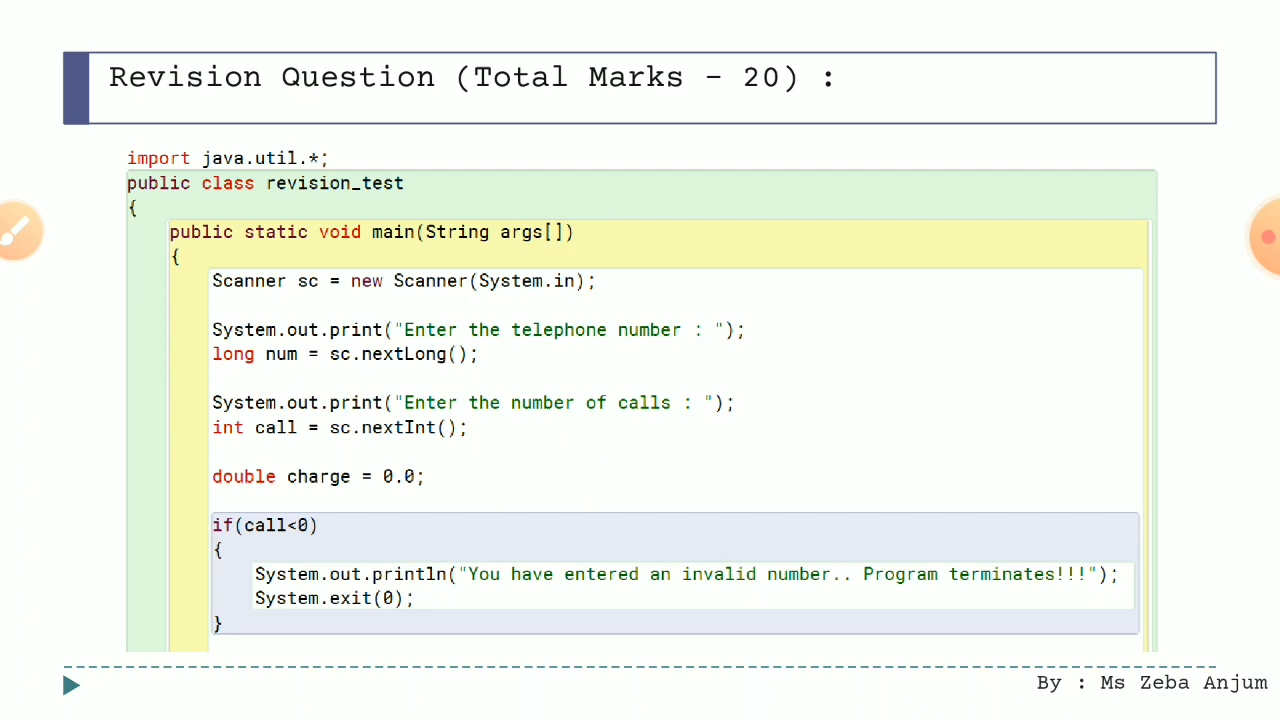 Revision Question (Total Marks - 20) :
import java.util.*;
public class revision_test
{
public static void main(String args[])
{
Scanner sc = new Scanner(System.in);
System.out.print("Enter the telephone number : ");
long num = sc.nextLong();
System.out.print("Enter the number of calls : ");
int call = sc.nextInt();
double charge = 0.0;
if(call<0)
{
System.out.println("You have entered an invalid number.. Program terminates!!!");
System.exit(0);
}
By : Ms Zeba Anjum